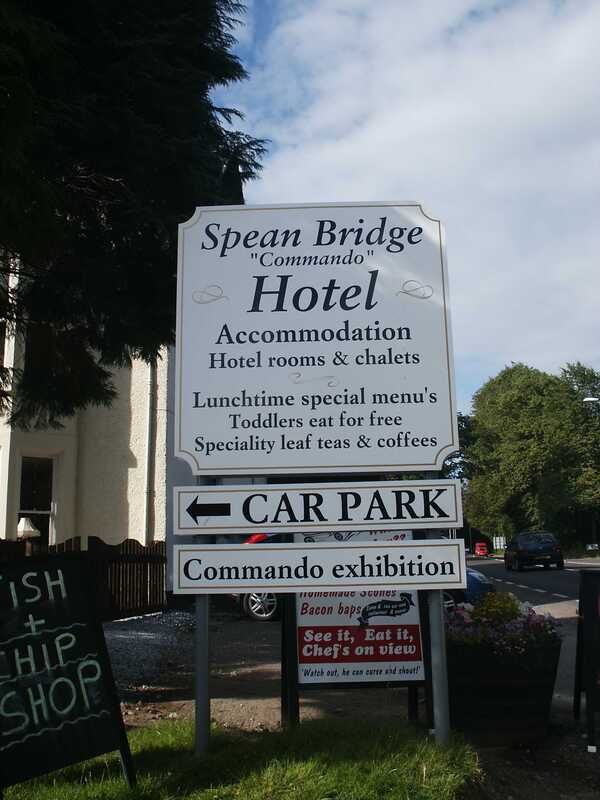 Spean Bridge
"Commando"
Hotel
Accommodation
Hotel rooms & chalets
Lunchtime special menu's
Toddlers eat for free
Speciality leaf teas & coffees
CAR PARK
Commando exhibition
FISH
+
CHIP
SHOP
Homemade Scones
Bacon baps
See it, Eat it,
Chef's on view
'Watch out, he can curse and shout!'